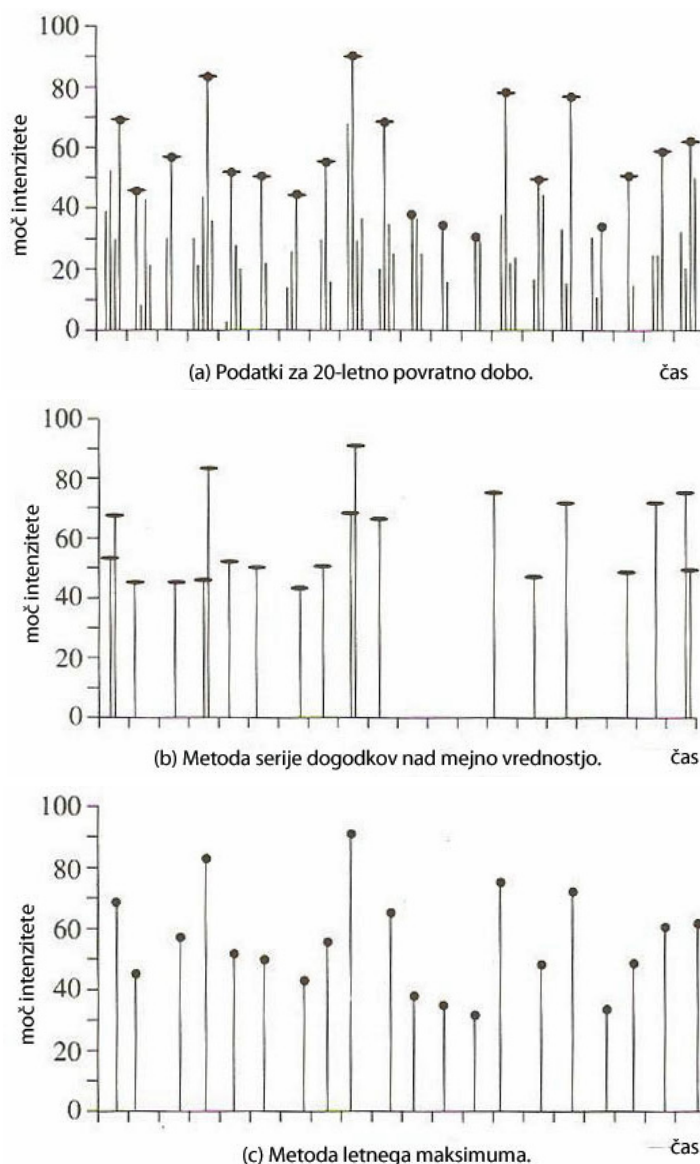 moč intenzitete
100
80
60
40
20
0
(a) Podatki za 20-letno povratno dobo.
čas
moč intenzitete
100
80
60
40
20
0
(b) Metoda serije dogodkov nad mejno vrednostjo.
čas
moč intenzitete
100
80
60
40
20
0
(c) Metoda letnega maksimuma.
čas